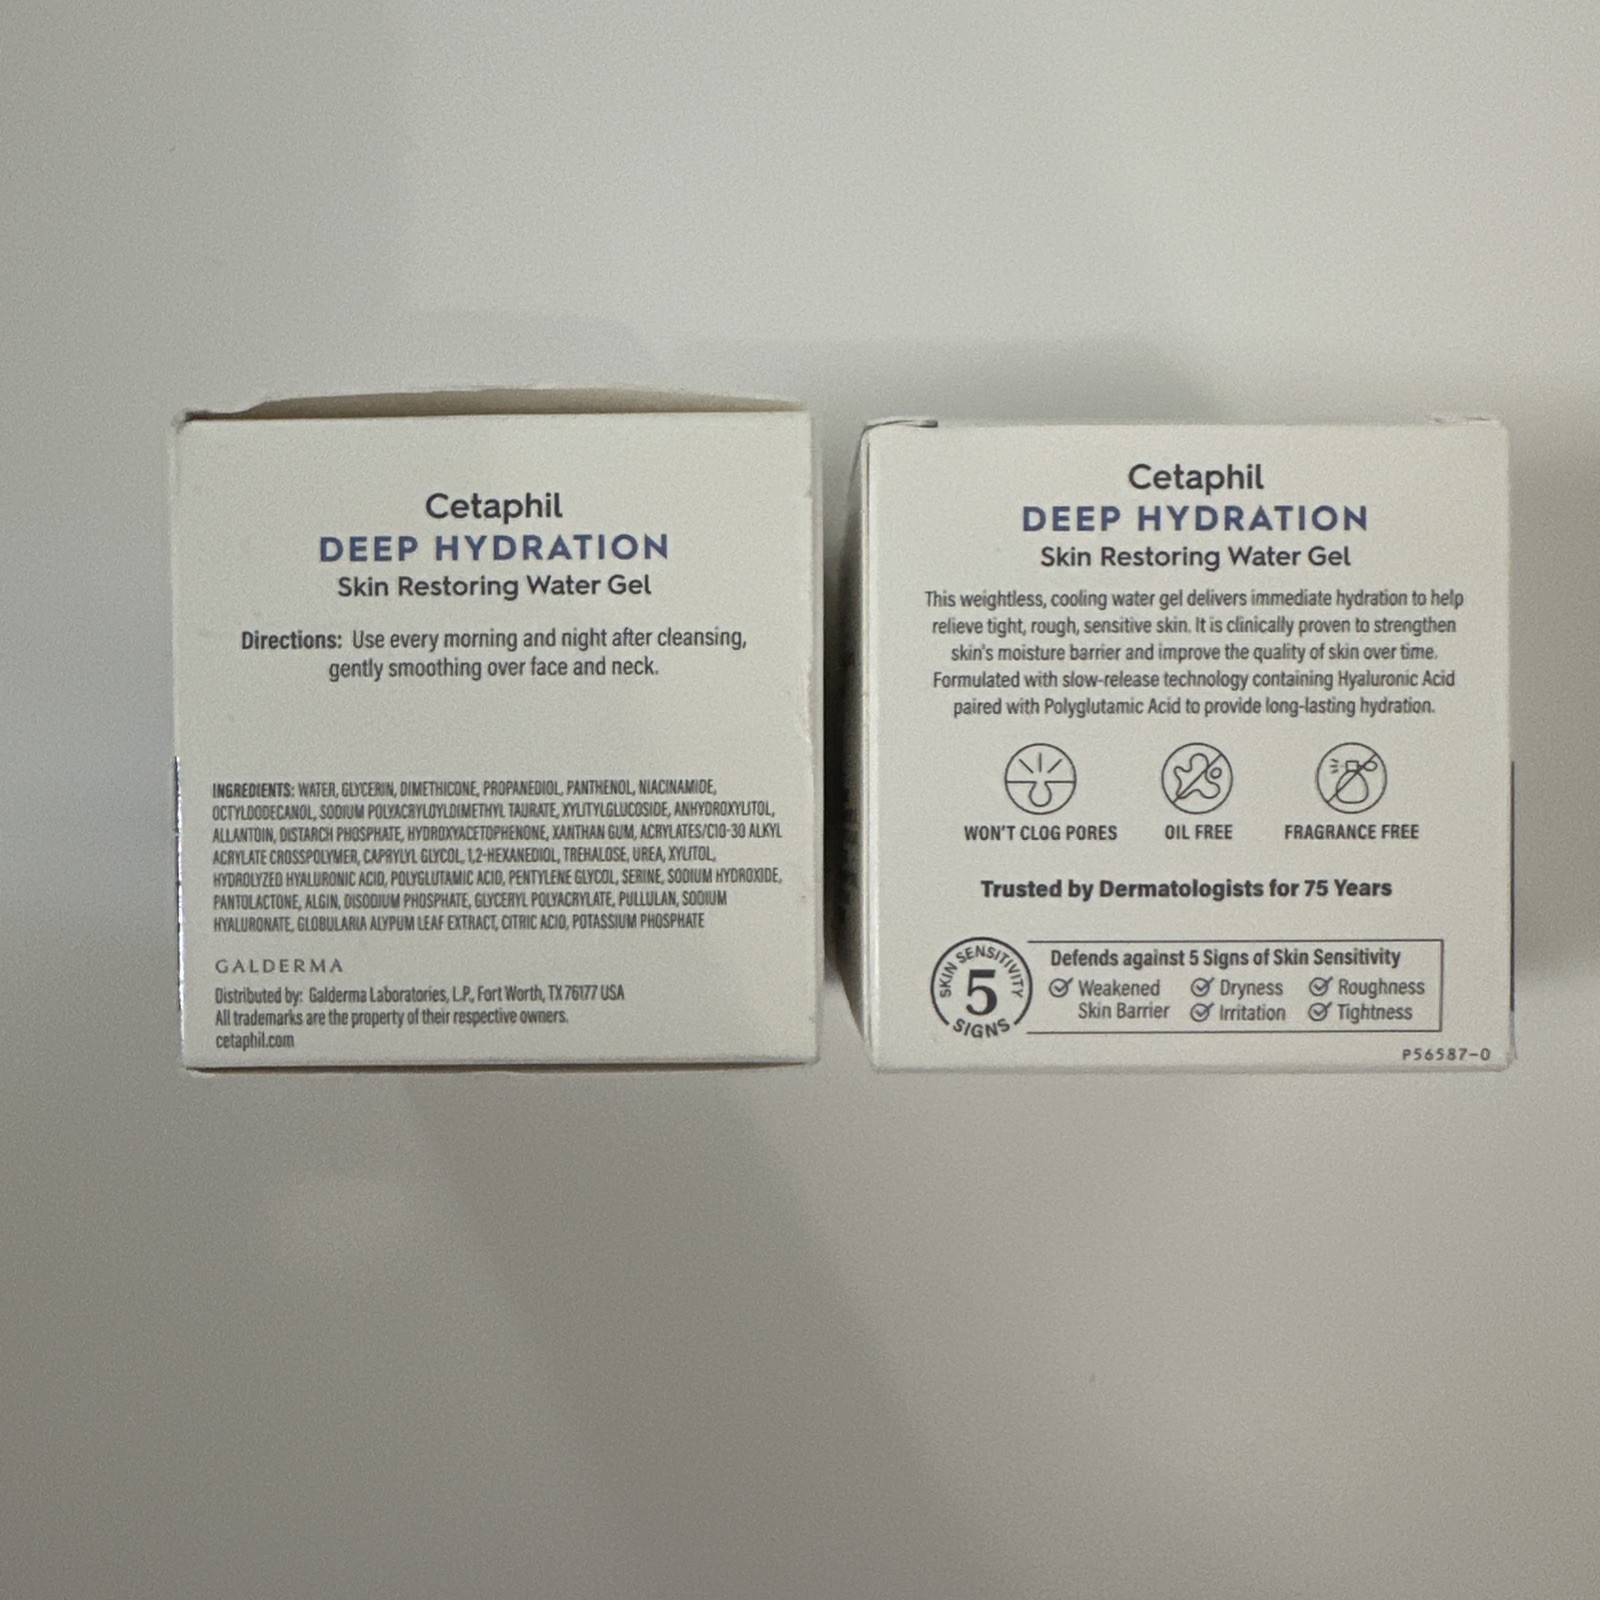 Cetaphil
DEEP HYDRATION
Skin Restoring Water Gel
Directions: Use every morning and night after cleansing,
gently smoothing over face and neck.
INGREDIENTS: WATER, GLYCERIN, DIMETHICONE, PROPANEDIOL, PANTHENOL, NIACINAMIDE,
OCTYLDODECANOL, SODIUM POLYACRYLOYLDIMETHYL TAURATE, XYLITYLGLUCOSIDE, ANHYDROXYLITOL,
ALLANTOIN, DISTARCH PHOSPHATE, HYDROXYACETOPHENONE, XANTHAN GUM, ACRYLATES/C10-30 ALKYL
ACRYLATE CROSSPOLYMER, CAPRYLYL GLYCOL, 1,2-HEXANEDIOL, TREHALOSE, UREA, XYLITOL,
HYDROLYZED HYALURONIC ACID, POLYGLUTAMIC ACID, PENTYLENE GLYCOL, SERINE, SODIUM HYDROXIDE,
PANTOLACTONE, ALGIN, DISODIUM PHOSPHATE, GLYCERYL POLYACRYLATE, PULLULAN, SODIUM
HYALURONATE, GLOBULARIA ALYPUM LEAF EXTRACT, CITRIC ACID, POTASSIUM PHOSPHATE
GALDERMA
Distributed by: Galderma Laboratories, L.P., Fort Worth, TX 76177 USA
All trademarks are the property of their respective owners.
cetaphil.com
Cetaphil
DEEP HYDRATION
Skin Restoring Water Gel
This weightless, cooling water gel delivers immediate hydration to help
relieve tight, rough, sensitive skin. It is clinically proven to strengthen
skin's moisture barrier and improve the quality of skin over time.
Formulated with slow-release technology containing Hyaluronic Acid
paired with Polyglutamic Acid to provide long-lasting hydration.
WON'T CLOG PORES
OIL FREE
FRAGRANCE FREE
Trusted by Dermatologists for 75 Years
SKIN SENSITIVITY
5
SIGNS
Defends against 5 Signs of Skin Sensitivity
Weakened
Skin Barrier
Dryness
Irritation
Roughness
Tightness
P56587-0